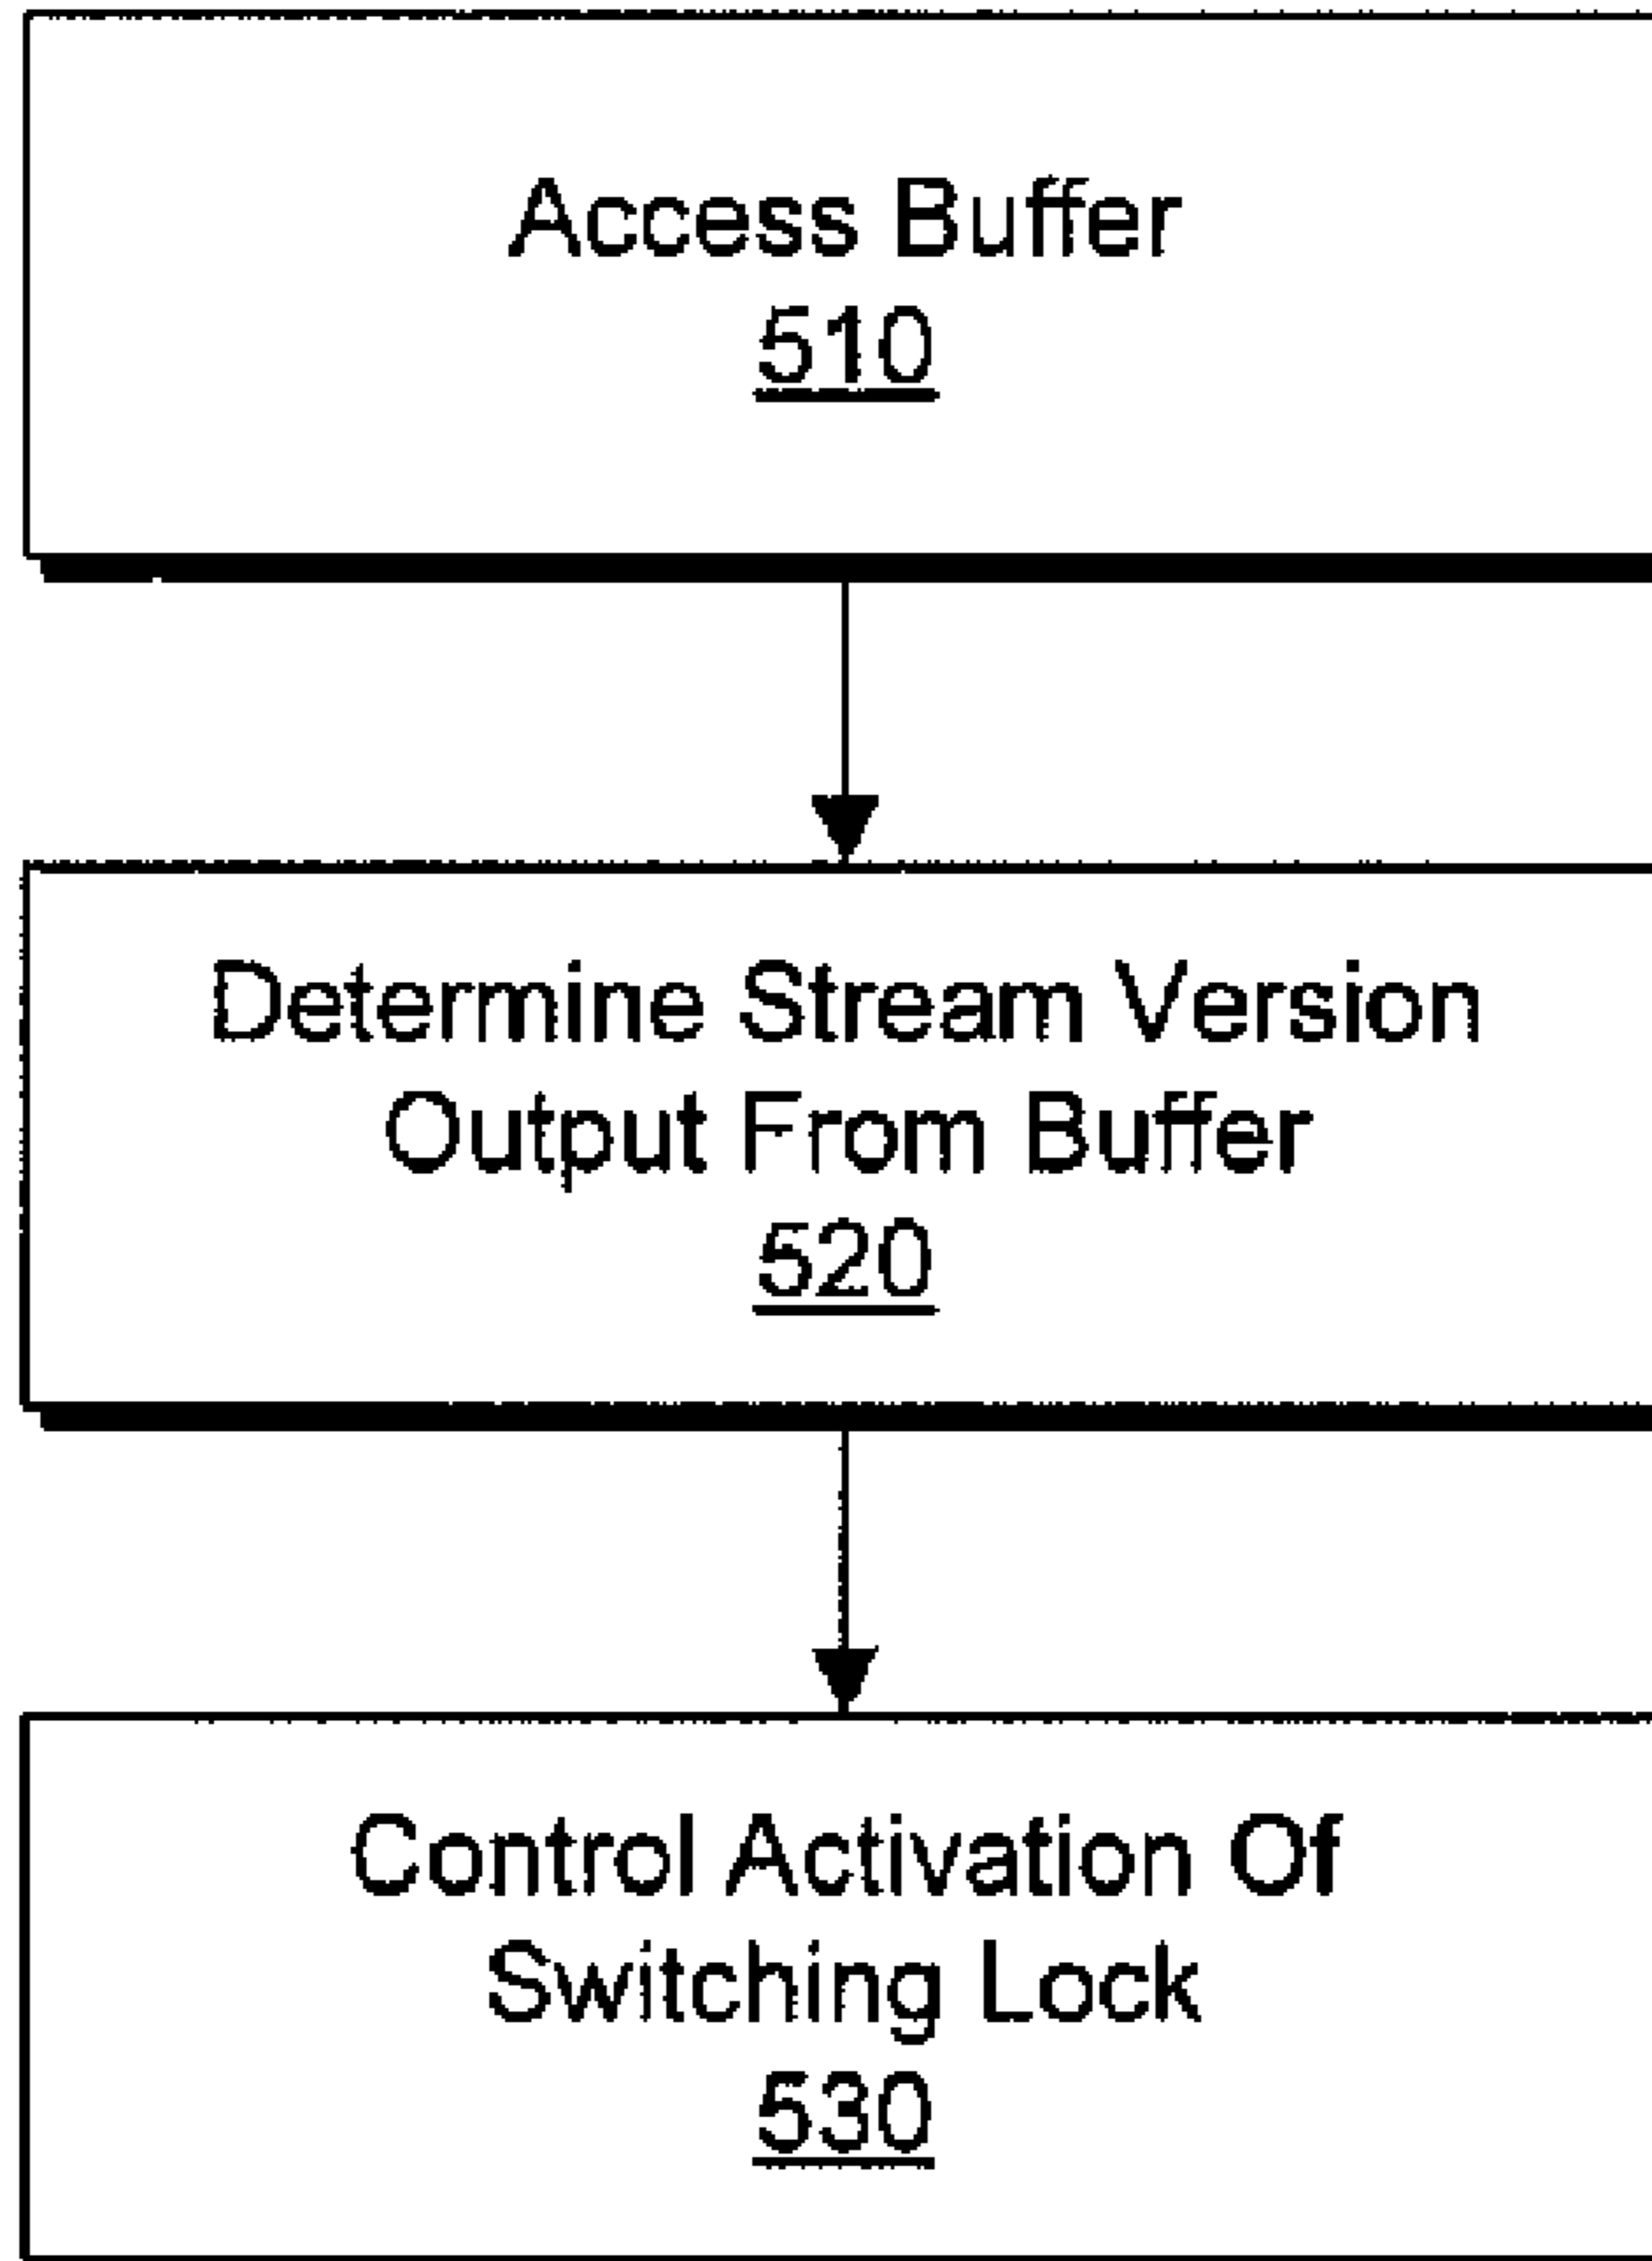 Access Buffer
510
Determine Stream Version
Output From Buffer
520
Control Activation Of
Switching Lock
530